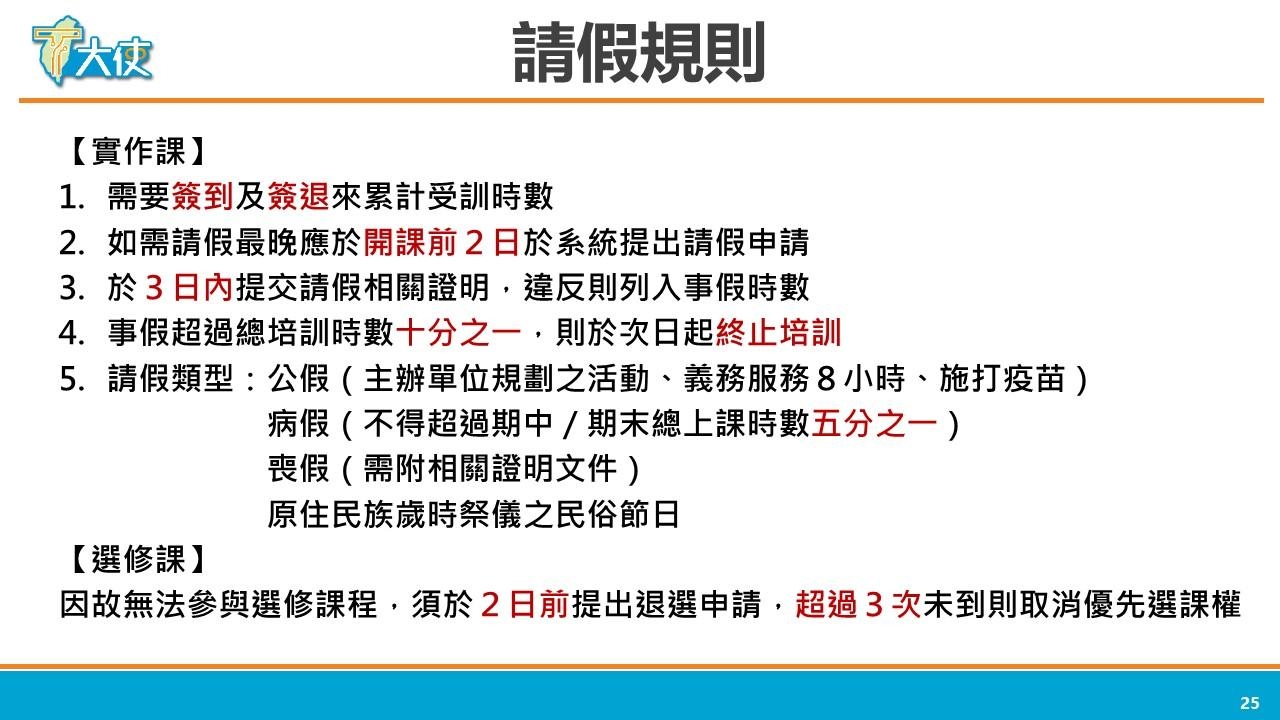 T大使
請假規則
【實作課】
1. 需要簽到及簽退來累計受訓時數
2. 如需請假最晚應於開課前2日於系統提出請假申請
3. 於3日內提交請假相關證明，違反則列入事假時數
4. 事假超過總培訓時數十分之一，則於次日起終止培訓
5. 請假類型：公假（主辦單位規劃之活動、義務服務8小時、施打疫苗）
病假（不得超過期中/期末總上課時數五分之一）
喪假（需附相關證明文件）
原住民族歲時祭儀之民俗節日
【選修課】
因故無法參與選修課程，須於2日前提出退選申請，超過3次未到則取消優先選課權
25